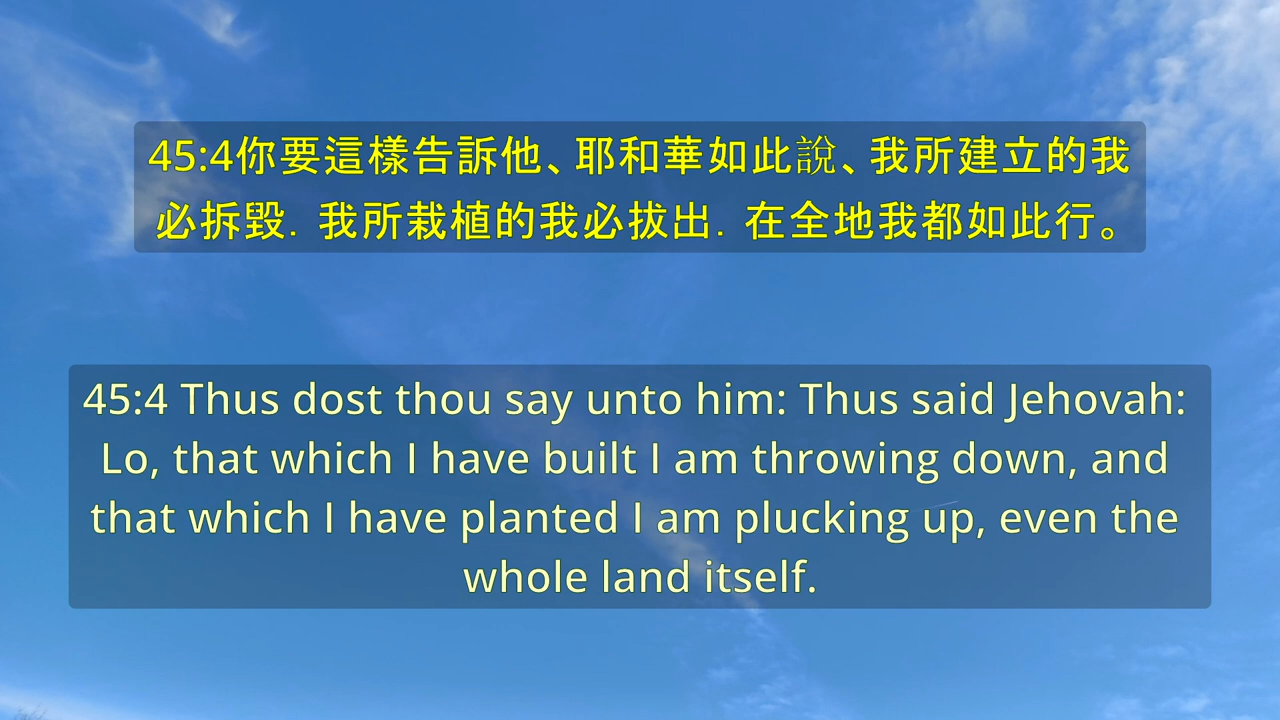 45:4你要這樣告訴他、耶和華如此說、我所建立的我
必拆毀. 我所栽植的我必拔出. 在全地我都如此行。
45:4 Thus dost thou say unto him: Thus said Jehovah:
Lo, that which I have built I am throwing down, and
that which I have planted I am plucking up, even the
whole land itself.